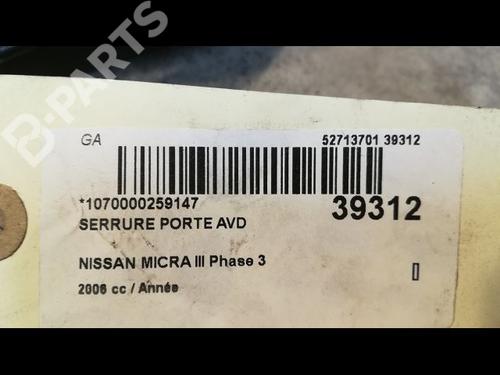 B-PARTS
GA
52713701 39312
*1070000259147
39312
SERRURE PORTE AVD
NISSAN MICRA III Phase 3
2006 cc / Année